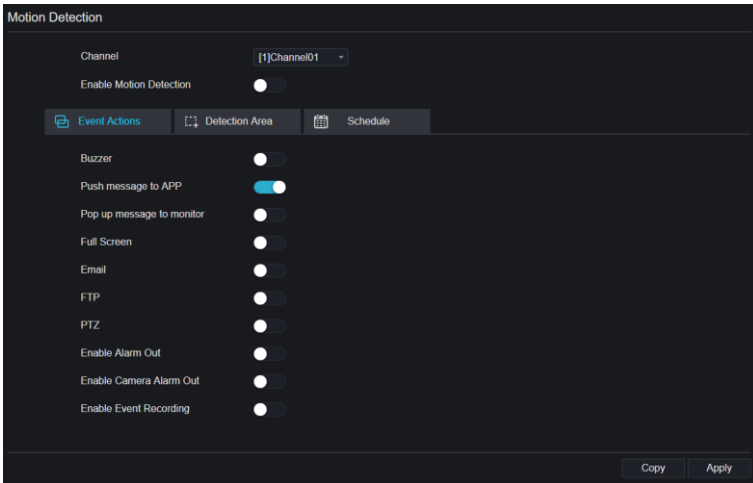 Motion Detection
Channel [1]Channel01
Enable Motion Detection
Event Actions Detection Area Schedule
Buzzer
Push message to APP
Pop up message to monitor
Full Screen
Email
FTP
PTZ
Enable Alarm Out
Enable Camera Alarm Out
Enable Event Recording
Copy Apply